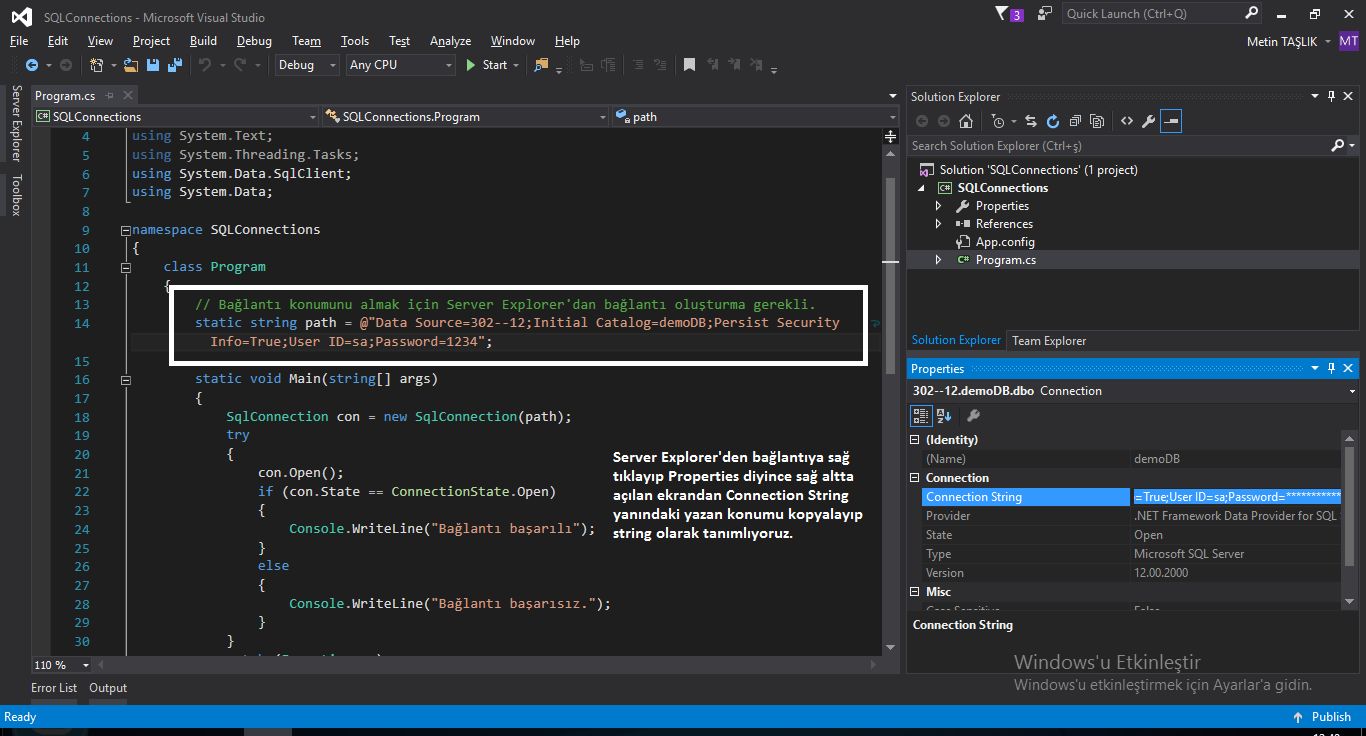 SQLConnections - Microsoft Visual Studio
3
Quick Launch (Ctrl+Q)
File Edit View Project Build Debug Team Tools Test Analyze Window Help
Metin TAŞLIK MT
Debug Any CPU Start
Server Explorer
Toolbox
Program.cs
C# SQLConnections SQLConnections.Program path
4 using System.Text;
5 using System.Threading.Tasks;
6 using System.Data.SqlClient;
7 using System.Data;
8
9 namespace SQLConnections
10 {
11 class Program
12 {
13 // Bağlantı konumunu almak için Server Explorer'dan bağlantı oluşturma gerekli.
14 static string path = @"Data Source=302--12;Initial Catalog=demoDB;Persist Security
Info=True;User ID=sa;Password=1234";
15
16 static void Main(string[] args)
17 {
18 SqlConnection con = new SqlConnection(path);
19 try
20 {
21 con.Open();
22 if (con.State == ConnectionState.Open)
23 {
24 Console.WriteLine("Bağlantı başarılı");
25 }
26 else
27 {
28 Console.WriteLine("Bağlantı başarısız.");
29 }
30 }
Server Explorer'den bağlantıya sağ
tıklayıp Properties diyince sağ altta
açılan ekrandan Connection String
yanındaki yazan konumu kopyalayıp
string olarak tanımlıyoruz.
110 %
Error List Output
Solution Explorer
Search Solution Explorer (Ctrl+ş)
Solution 'SQLConnections' (1 project)
C# SQLConnections
Properties
References
App.config
C# Program.cs
Solution Explorer Team Explorer
Properties
302--12.demoDB.dbo Connection
(Identity)
(Name) demoDB
Connection
Connection String =True;User ID=sa;Password=************
Provider .NET Framework Data Provider for SQL
State Open
Type Microsoft SQL Server
Version 12.00.2000
Misc
Case Sensitive False
Connection String
Windows'u Etkinleştir
Windows'u etkinleştirmek için Ayarlar'a gidin.
Ready Publish